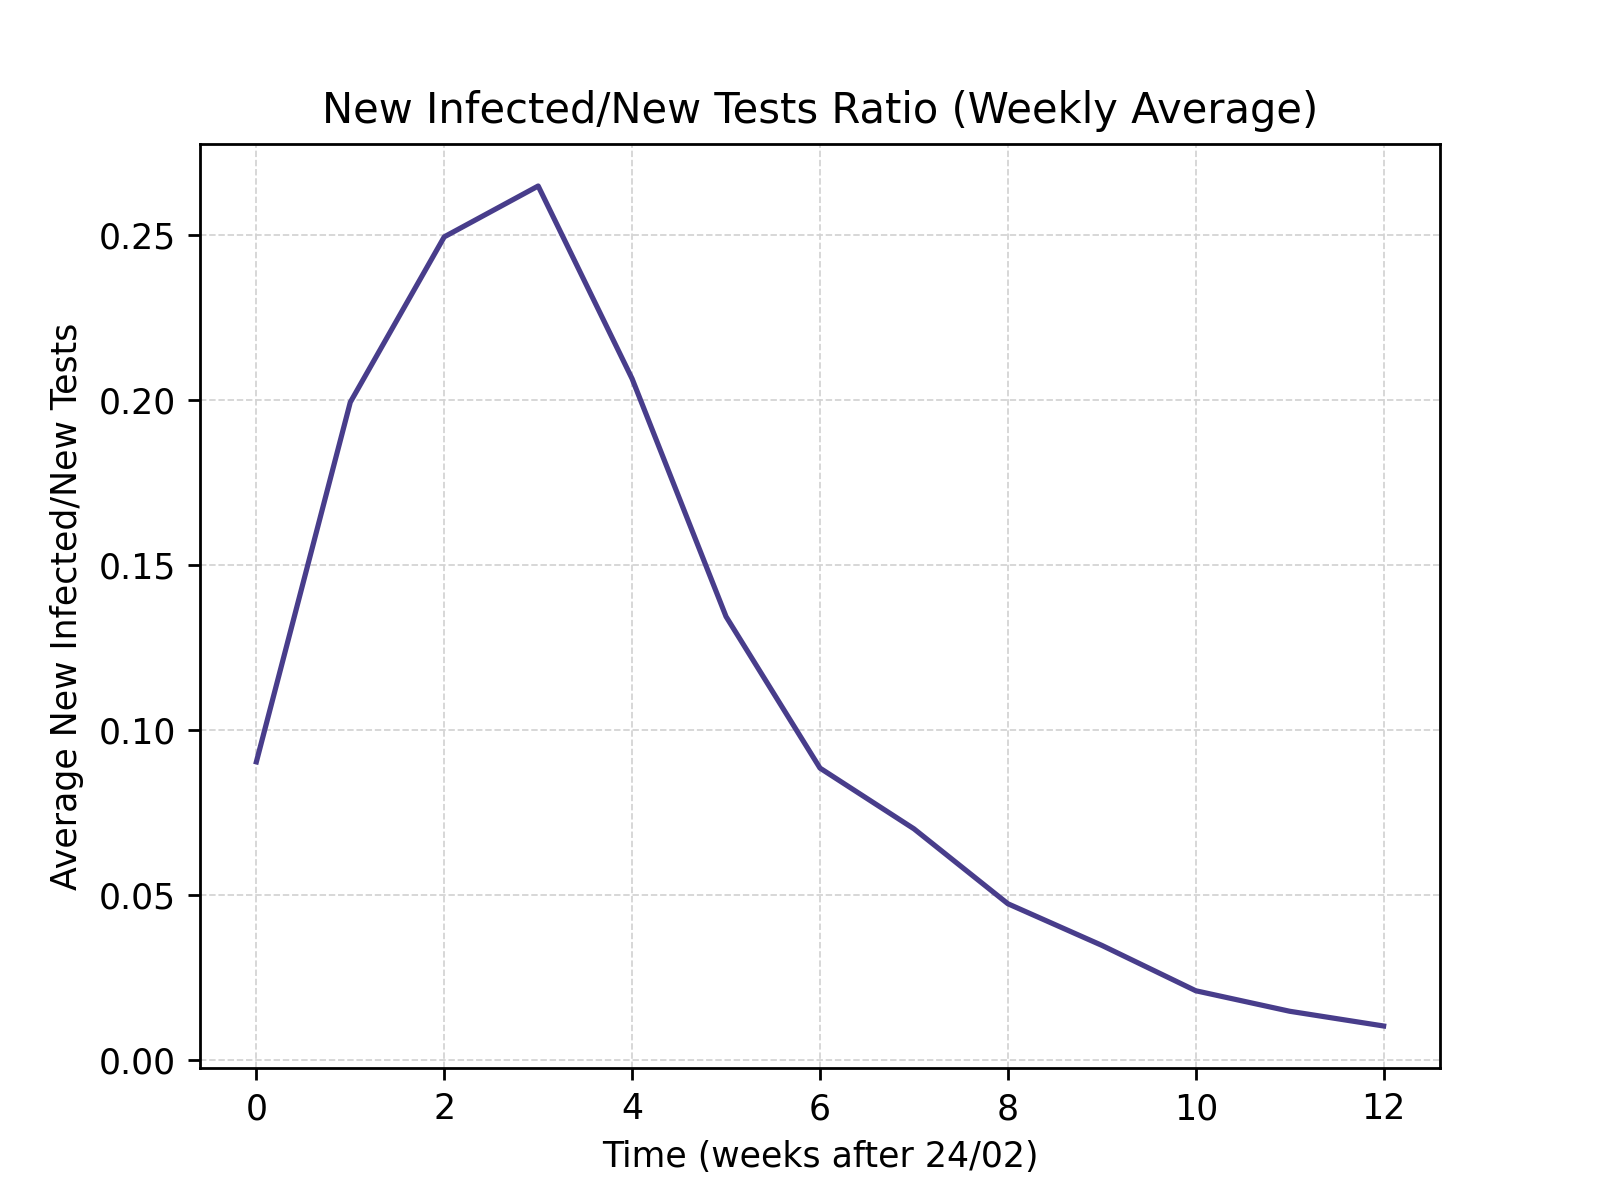 New Infected/New Tests Ratio (Weekly Average)
Average New Infected/New Tests
0.25
0.20
0.15
0.10
0.05
0.00
0 2 4 6 8 10 12
Time (weeks after 24/02)